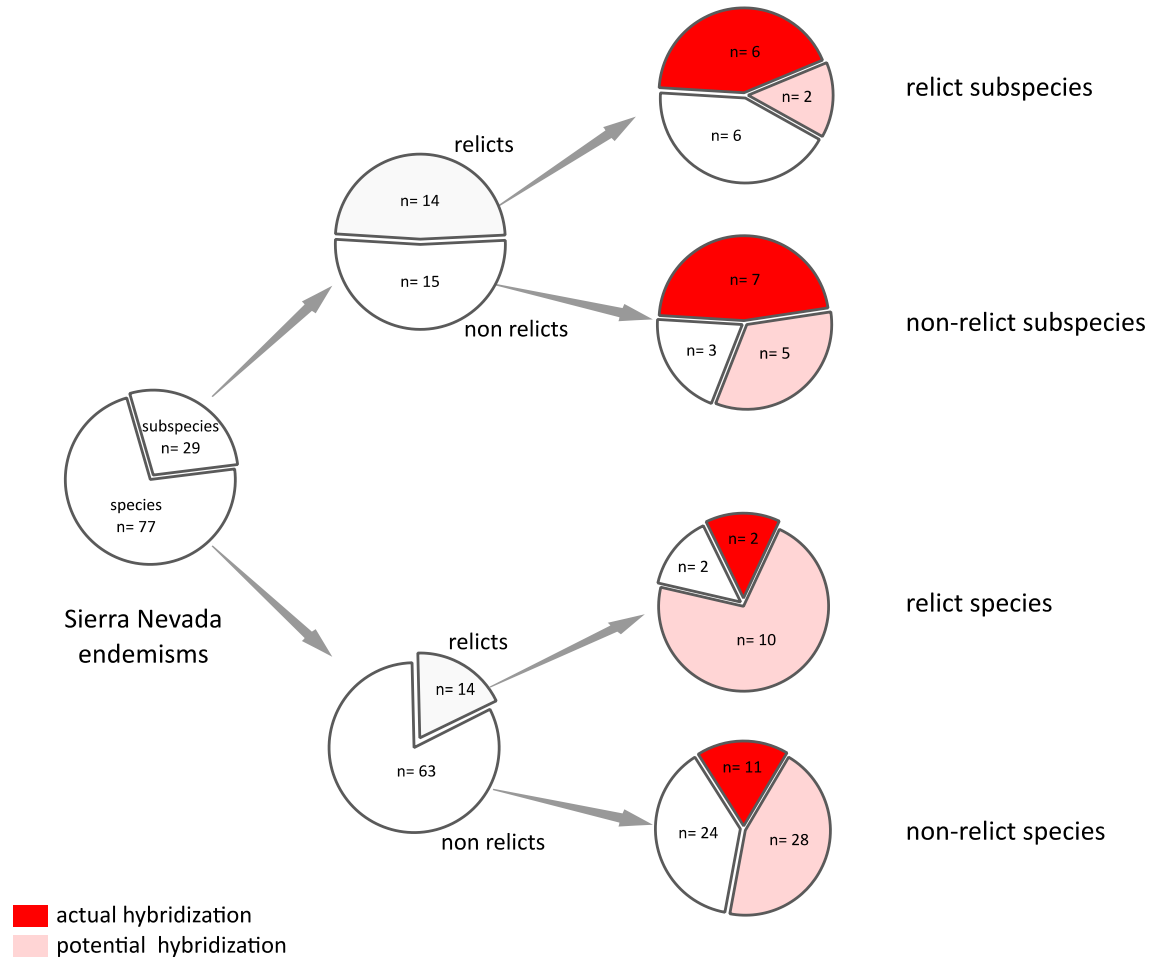 n= 6
n= 2
n= 6
relict subspecies
relicts
n= 14
n= 15
non relicts
n= 7
n= 3
n= 5
non-relict subspecies
subspecies
n= 29
species
n= 77
Sierra Nevada
endemisms
n= 2
n= 2
n= 10
relict species
relicts
n= 14
n= 63
non relicts
n= 11
n= 24
n= 28
non-relict species
actual hybridization
potential  hybridization